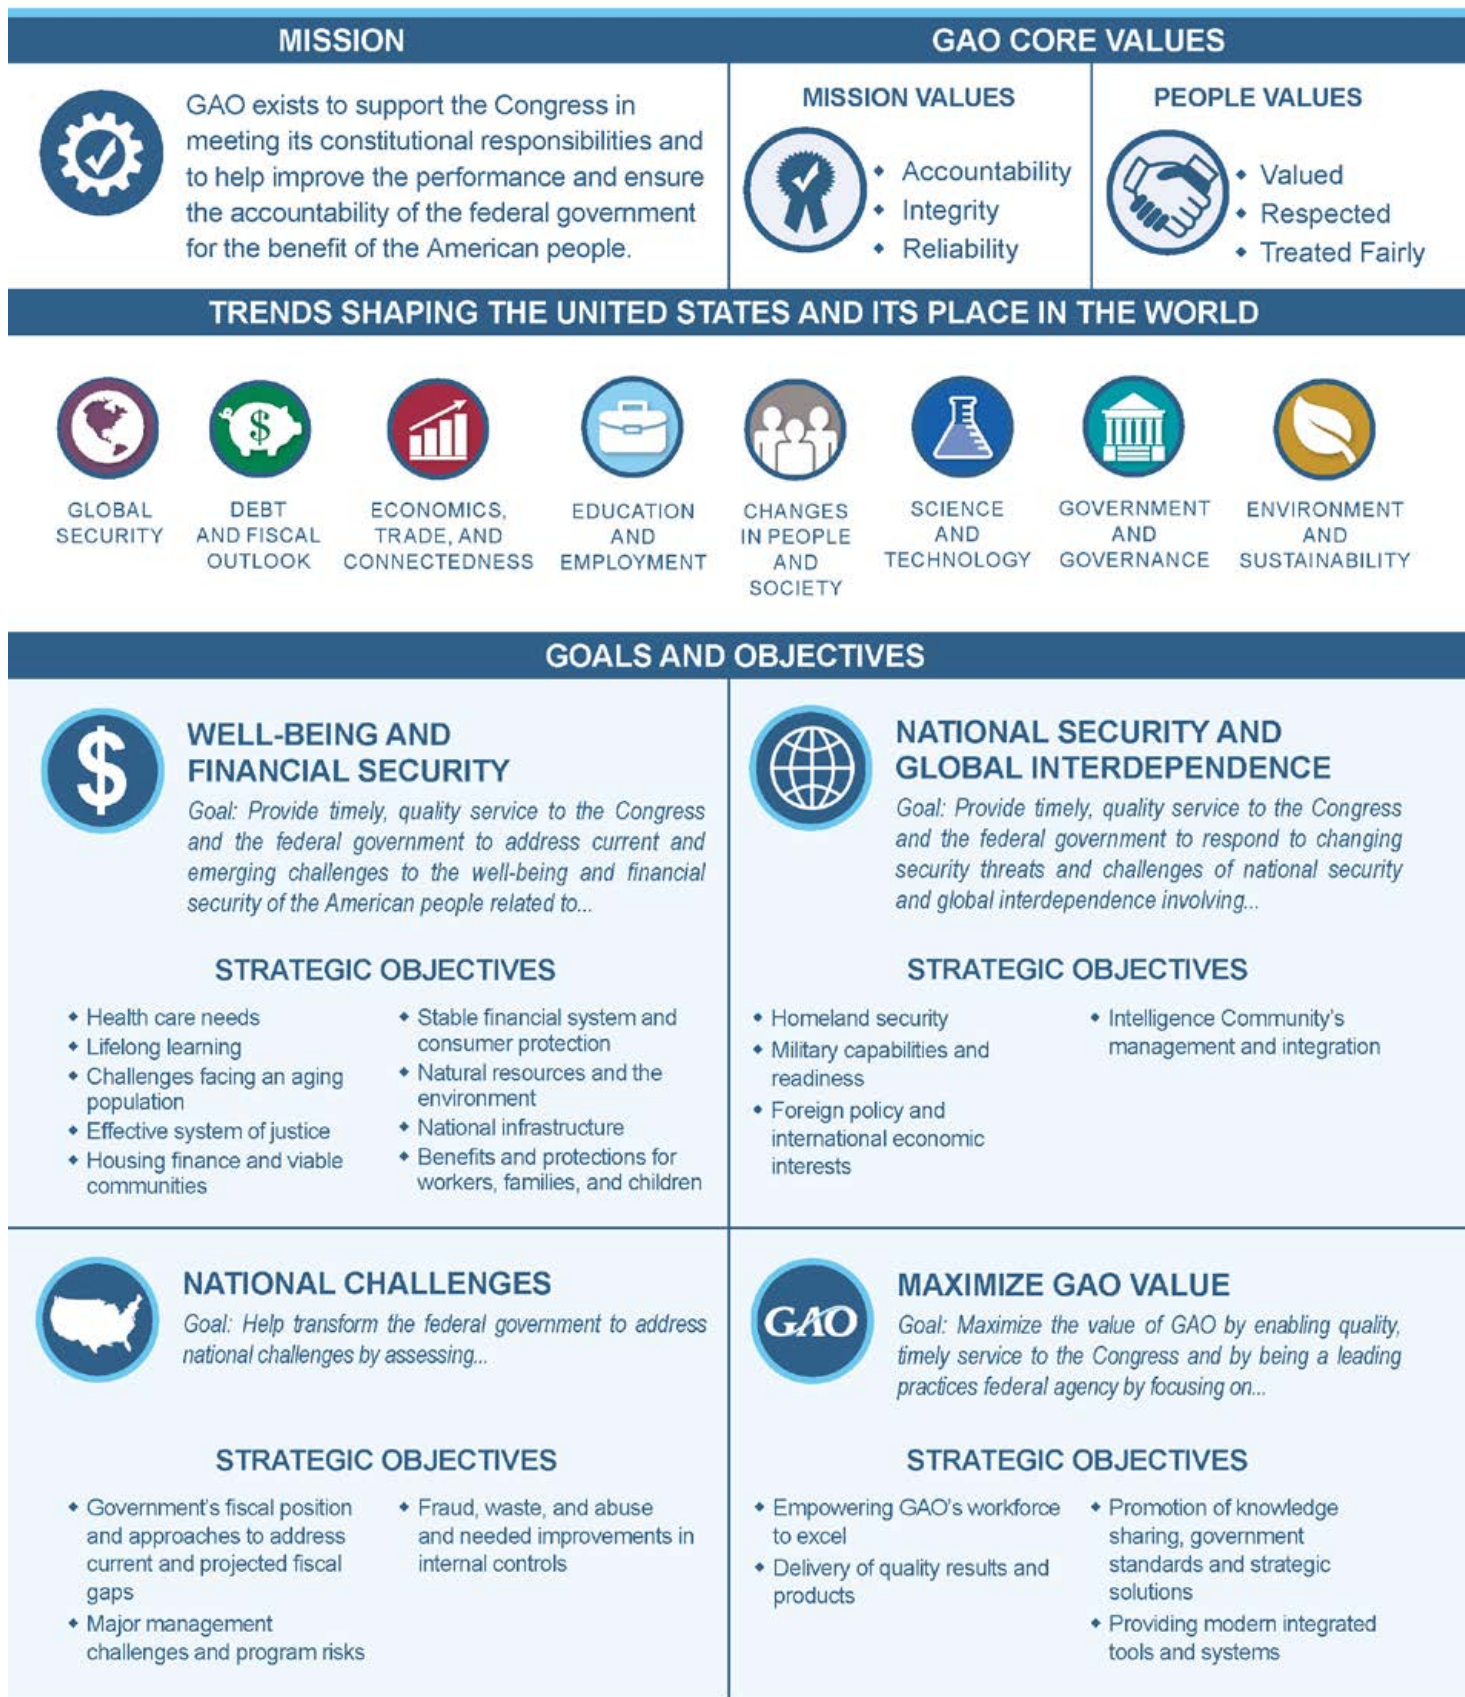 MISSION
GAO exists to support the Congress in
meeting its constitutional responsibilities and
to help improve the performance and ensure
the accountability of the federal government
for the benefit of the American people.
GAO CORE VALUES
MISSION VALUES
◆ Accountability
◆ Integrity
◆ Reliability
PEOPLE VALUES
◆ Valued
◆ Respected
◆ Treated Fairly
TRENDS SHAPING THE UNITED STATES AND ITS PLACE IN THE WORLD
GLOBAL
SECURITY
$
DEBT
AND FISCAL
OUTLOOK
ECONOMICS,
TRADE, AND
CONNECTEDNESS
EDUCATION
AND
EMPLOYMENT
CHANGES
IN PEOPLE
AND
SOCIETY
SCIENCE
AND
TECHNOLOGY
GOVERNMENT
AND
GOVERNANCE
ENVIRONMENT
AND
SUSTAINABILITY
GOALS AND OBJECTIVES
$
WELL-BEING AND
FINANCIAL SECURITY
Goal: Provide timely, quality service to the Congress
and the federal government to address current and
emerging challenges to the well-being and financial
security of the American people related to...
STRATEGIC OBJECTIVES
◆ Health care needs
◆ Lifelong learning
◆ Challenges facing an aging
population
◆ Effective system of justice
◆ Housing finance and viable
communities
◆ Stable financial system and
consumer protection
◆ Natural resources and the
environment
◆ National infrastructure
◆ Benefits and protections for
workers, families, and children
NATIONAL SECURITY AND
GLOBAL INTERDEPENDENCE
Goal: Provide timely, quality service to the Congress
and the federal government to respond to changing
security threats and challenges of national security
and global interdependence involving...
STRATEGIC OBJECTIVES
◆ Homeland security
◆ Military capabilities and
readiness
◆ Foreign policy and
international economic
interests
◆ Intelligence Community's
management and integration
NATIONAL CHALLENGES
Goal: Help transform the federal government to address
national challenges by assessing...
STRATEGIC OBJECTIVES
◆ Government's fiscal position
and approaches to address
current and projected fiscal
gaps
◆ Major management
challenges and program risks
◆ Fraud, waste, and abuse
and needed improvements in
internal controls
GAO
MAXIMIZE GAO VALUE
Goal: Maximize the value of GAO by enabling quality,
timely service to the Congress and by being a leading
practices federal agency by focusing on...
STRATEGIC OBJECTIVES
◆ Empowering GAO's workforce
to excel
◆ Delivery of quality results and
products
◆ Promotion of knowledge
sharing, government
standards and strategic
solutions
◆ Providing modern integrated
tools and systems